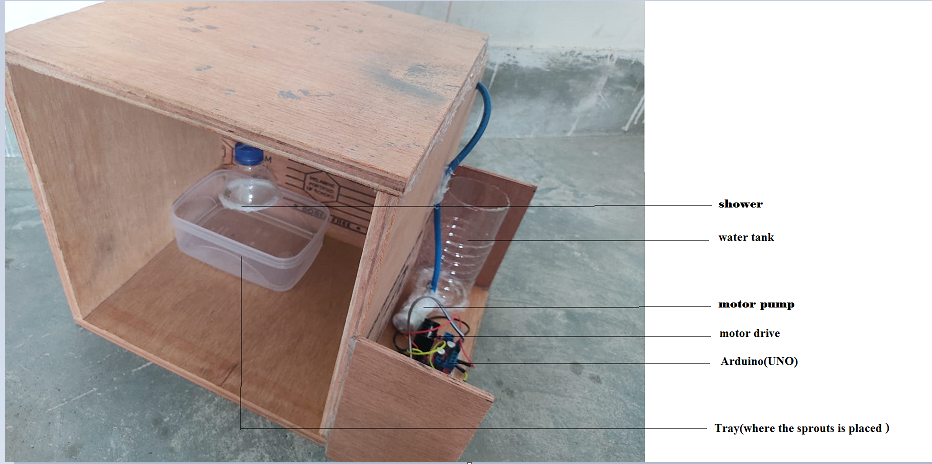 shower
water tank
motor pump
motor drive
Arduino(UNO)
Tray(where the sprouts is placed )